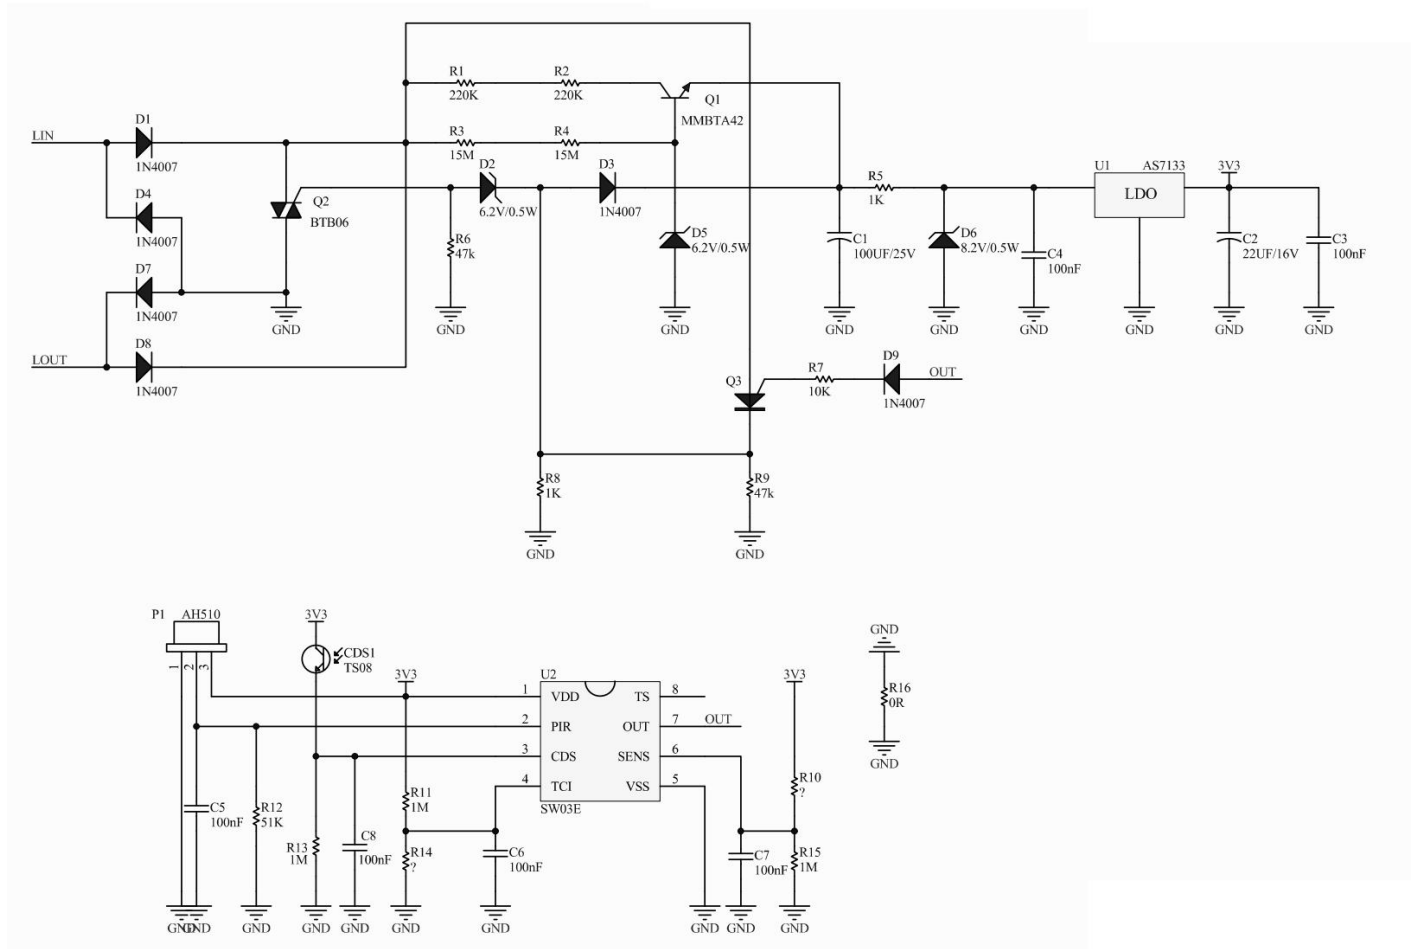 R1
220K
R2
220K
Q1
MMBTA42
LIN
D1
1N4007
R3
15M
R4
15M
D4
1N4007
Q2
BTB06
D2
6.2V/0.5W
D3
1N4007
R5
1K
U1
AS7133
LDO
3V3
R6
47k
D5
6.2V/0.5W
C1
100UF/25V
D6
8.2V/0.5W
C4
100nF
C2
22UF/16V
C3
100nF
D7
1N4007
GND
GND
GND
GND
GND
GND
GND
GND
GND
LOUT
D8
1N4007
Q3
R7
10K
D9
1N4007
OUT
R8
1K
R9
47k
GND
GND
P1
AH510
1
2
3
3V3
CDS1
TS08
3V3
U2
1
VDD
TS
8
2
PIR
OUT
7
OUT
3
CDS
SENS
6
4
TCI
VSS
5
SW03E
3V3
GND
R16
0R
GND
C5
100nF
R12
51K
R13
1M
C8
100nF
R11
1M
R14
?
C6
100nF
R10
?
C7
100nF
R15
1M
GND
GND
GND
GND
GND
GND
GND
GND
GND
GND